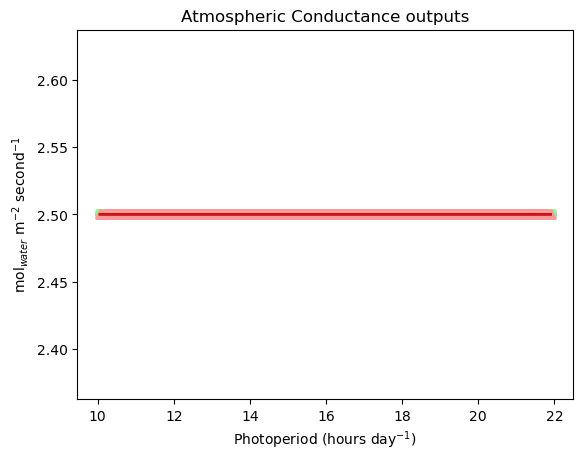 Atmospheric Conductance outputs
2.60
2.55
2.50
2.45
2.40
mol$_{water}$ m$^{-2}$ second$^{-1}$
10 12 14 16 18 20 22
Photoperiod (hours day$^{-1}$)